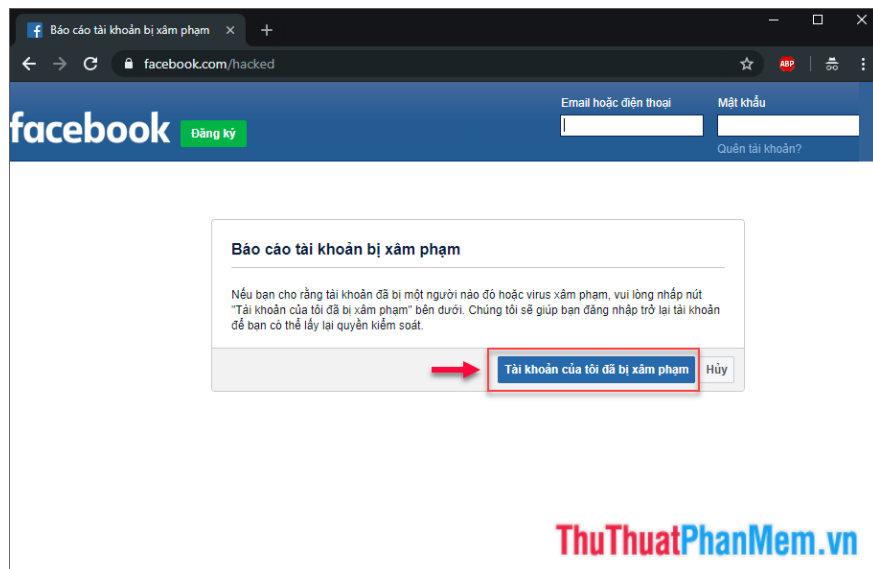 Báo cáo tài khoản bị xâm phạm
facebook.com/hacked
ABP
Email hoặc điện thoại
Mật khẩu
facebook
Đăng ký
Quên tài khoản?
Báo cáo tài khoản bị xâm phạm
Nếu bạn cho rằng tài khoản đã bị một người nào đó hoặc virus xâm phạm, vui lòng nhấp nút
"Tài khoản của tôi đã bị xâm phạm" bên dưới. Chúng tôi sẽ giúp bạn đăng nhập trở lại tài khoản
để bạn có thể lấy lại quyền kiểm soát.
Tài khoản của tôi đã bị xâm phạm
Hủy
ThuThuatPhanMem.vn